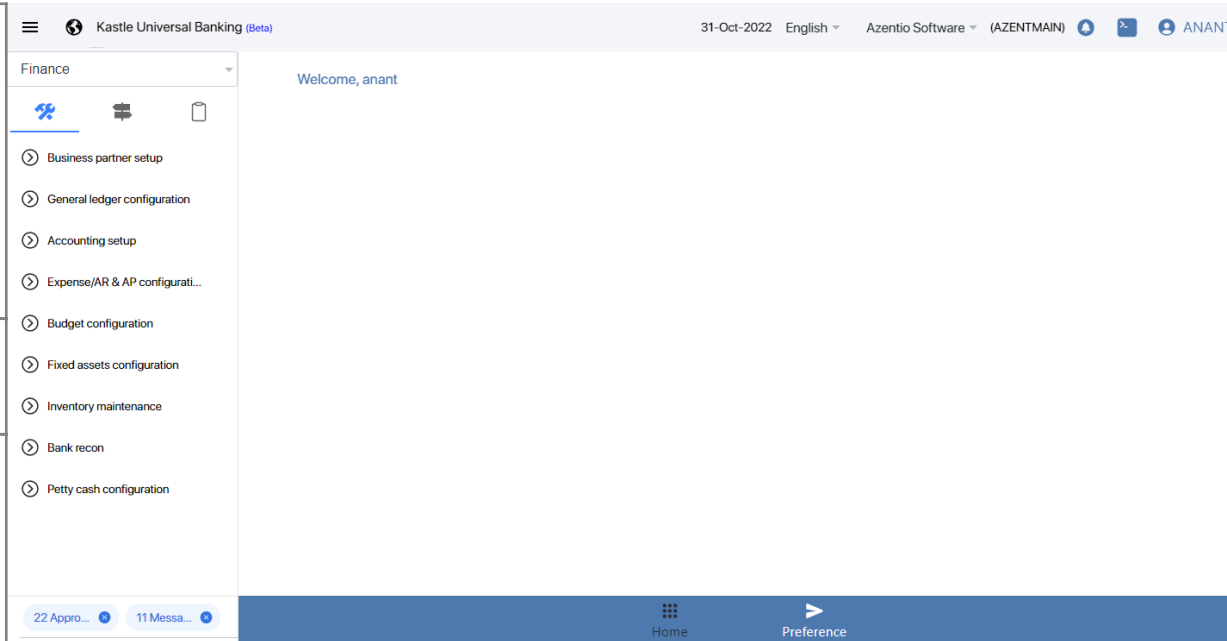 Kastle Universal Banking (Beta)
31-Oct-2022 English Azentio Software (AZENTMAIN) ANANT
Finance
Welcome, anant
Business partner setup
General ledger configuration
Accounting setup
Expense/AR & AP configurati...
Budget configuration
Fixed assets configuration
Inventory maintenance
Bank recon
Petty cash configuration
22 Appro... 11 Messa...
Home Preference